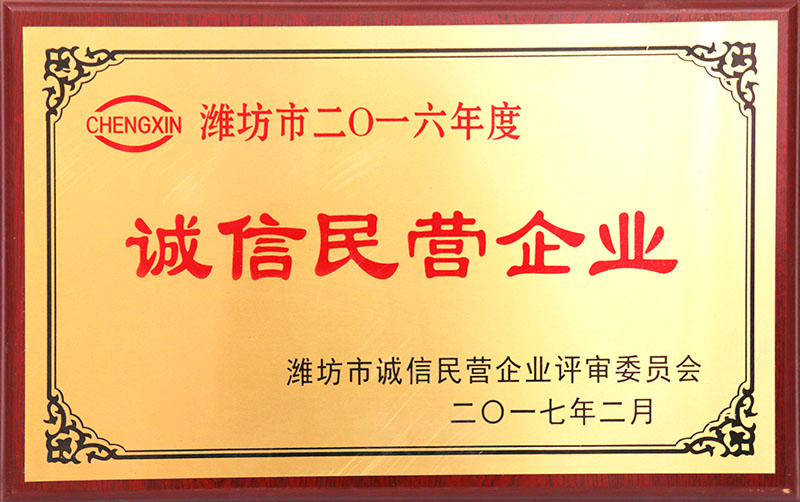 CHENGXIN 潍坊市二〇一六年度
诚信民营企业
潍坊市诚信民营企业评审委员会
二〇一七年二月